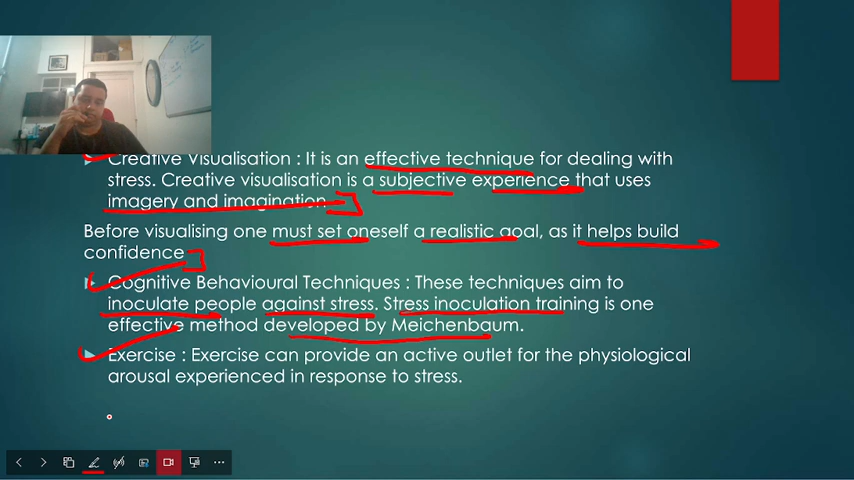 Creative Visualisation : It is an effective technique for dealing with
stress. Creative visualisation is a subjective experience that uses
imagery and imagination.
Before visualising one must set oneself a realistic goal, as it helps build
confidence
Cognitive Behavioural Techniques : These techniques aim to
inoculate people against stress. Stress inoculation training is one
effective method developed by Meichenbaum.
Exercise : Exercise can provide an active outlet for the physiological
arousal experienced in response to stress.